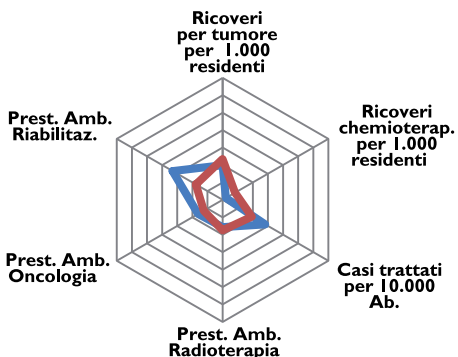 Ricoveri
per tumore
per 1.000
residenti
Ricoveri
chemioterap.
per 1.000
residenti
Casi trattati
per 10.000
Ab.
Prest. Amb.
Radioterapia
Prest. Amb.
Oncologia
Prest. Amb.
Riabilitaz.